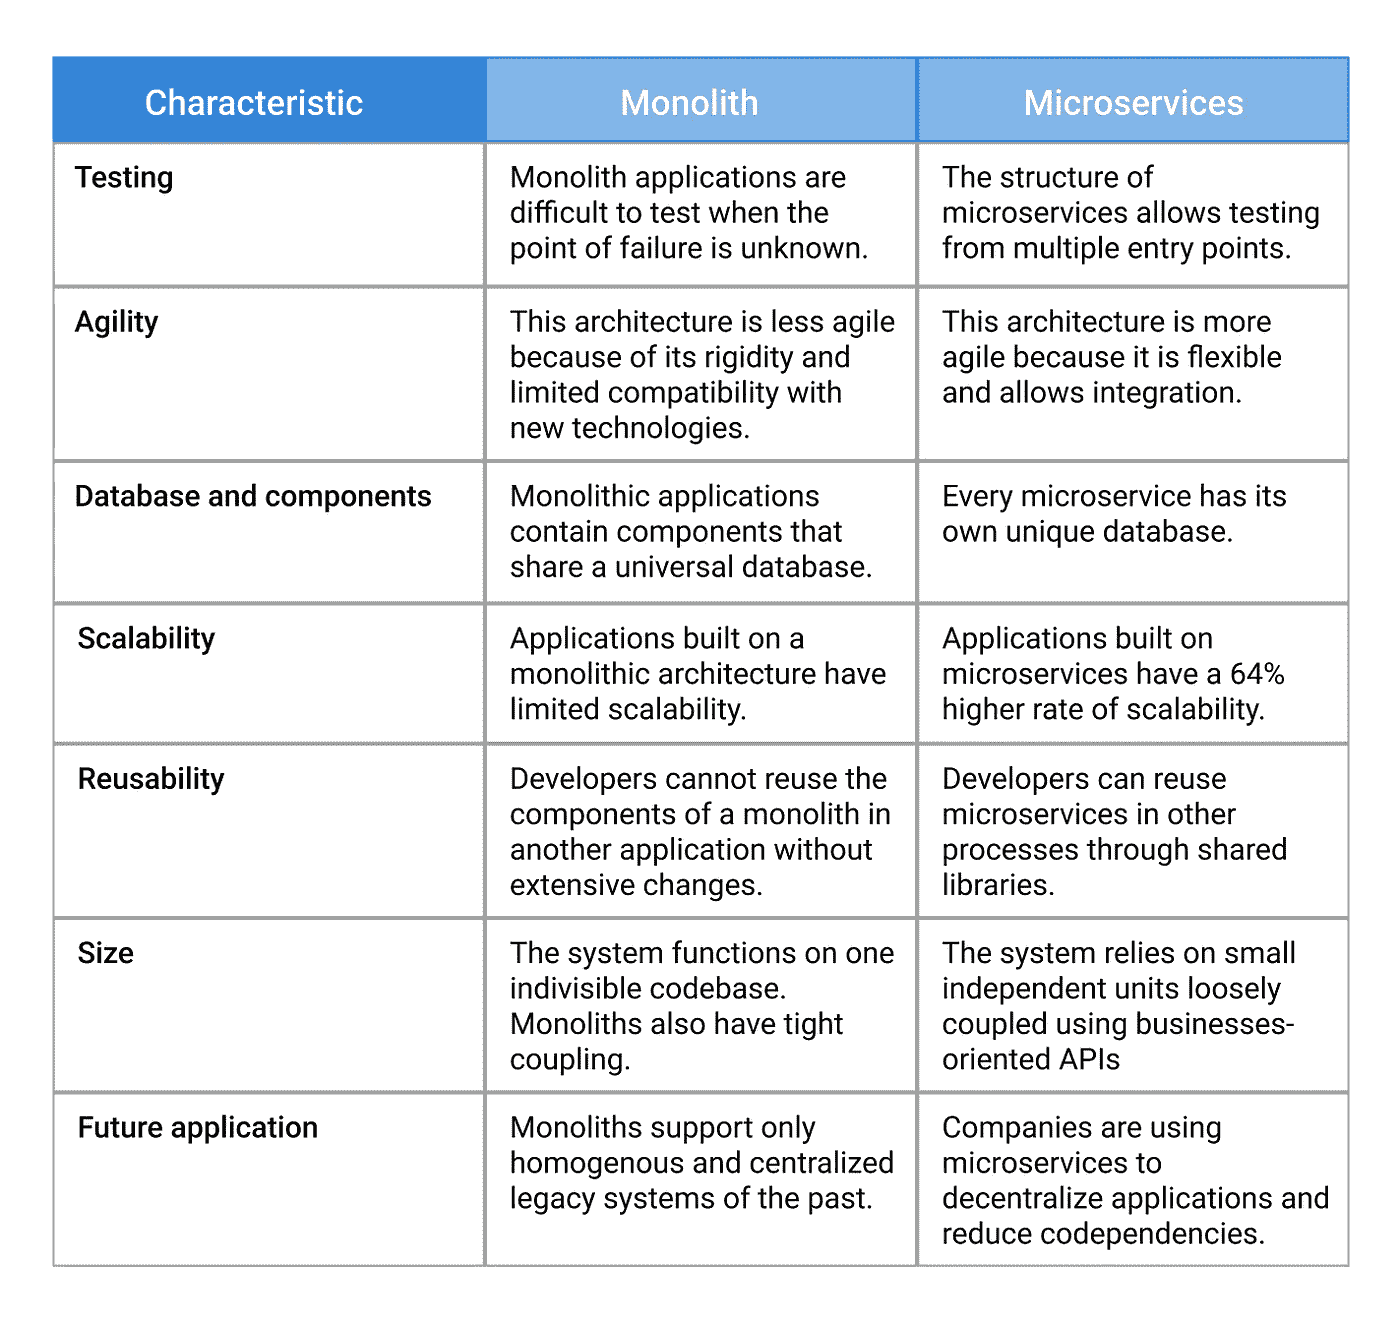 Characteristic
Monolith
Microservices
Testing
Monolith applications are
difficult to test when the
point of failure is unknown.
The structure of
microservices allows testing
from multiple entry points.
Agility
This architecture is less agile
because of its rigidity and
limited compatibility with
new technologies.
This architecture is more
agile because it is flexible
and allows integration.
Database and components
Monolithic applications
contain components that
share a universal database.
Every microservice has its
own unique database.
Scalability
Applications built on a
monolithic architecture have
limited scalability.
Applications built on
microservices have a 64%
higher rate of scalability.
Reusability
Developers cannot reuse the
components of a monolith in
another application without
extensive changes.
Developers can reuse
microservices in other
processes through shared
libraries.
Size
The system functions on one
indivisible codebase.
Monoliths also have tight
coupling.
The system relies on small
independent units loosely
coupled using businesses-
oriented APIs
Future application
Monoliths support only
homogenous and centralized
legacy systems of the past.
Companies are using
microservices to
decentralize applications and
reduce codependencies.